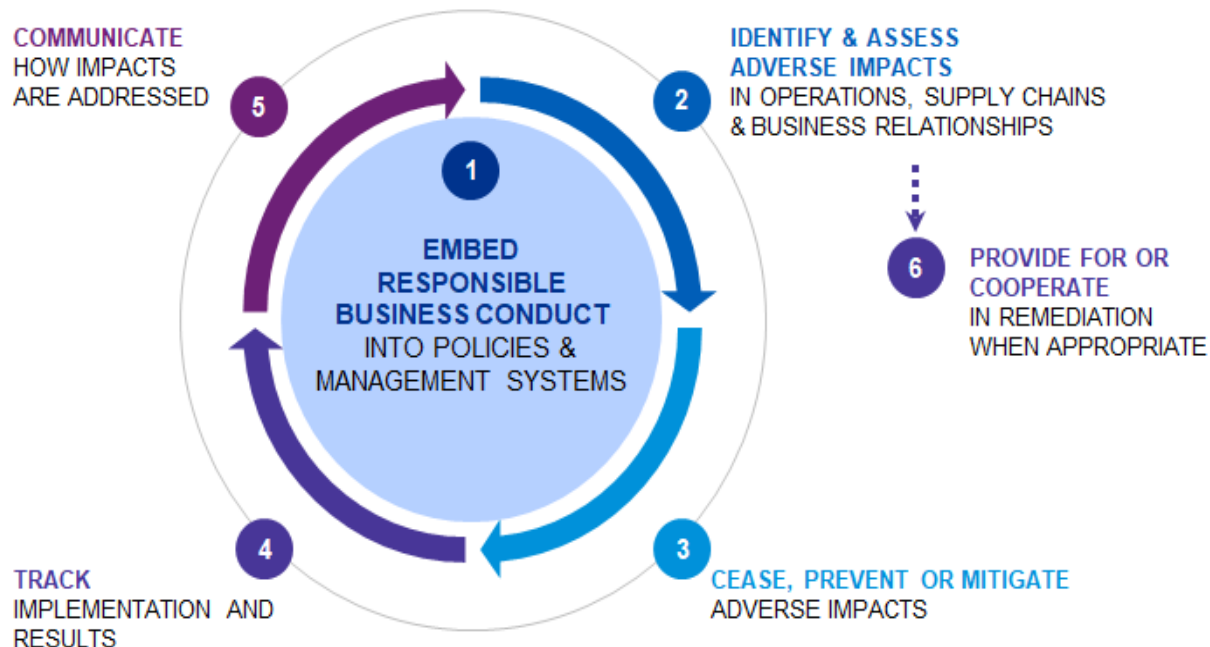 1
EMBED
RESPONSIBLE
BUSINESS CONDUCT
INTO POLICIES &
MANAGEMENT SYSTEMS
2
IDENTIFY & ASSESS
ADVERSE IMPACTS
IN OPERATIONS, SUPPLY CHAINS
& BUSINESS RELATIONSHIPS
3
CEASE, PREVENT OR MITIGATE
ADVERSE IMPACTS
4
TRACK
IMPLEMENTATION AND
RESULTS
5
COMMUNICATE
HOW IMPACTS
ARE ADDRESSED
6
PROVIDE FOR OR
COOPERATE
IN REMEDIATION
WHEN APPROPRIATE